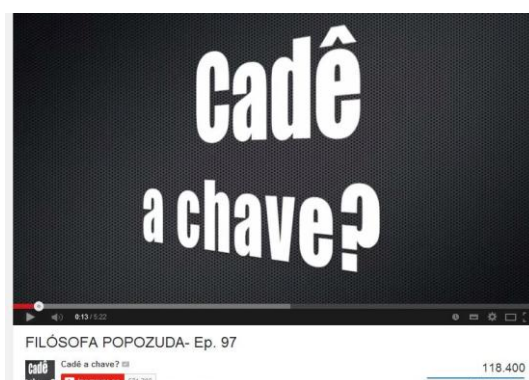 Cadê
a chave?
0:13 / 5:22
FILÓSOFA POPOZUDA- Ep. 97
cadê
Cadê a chave?
118.400